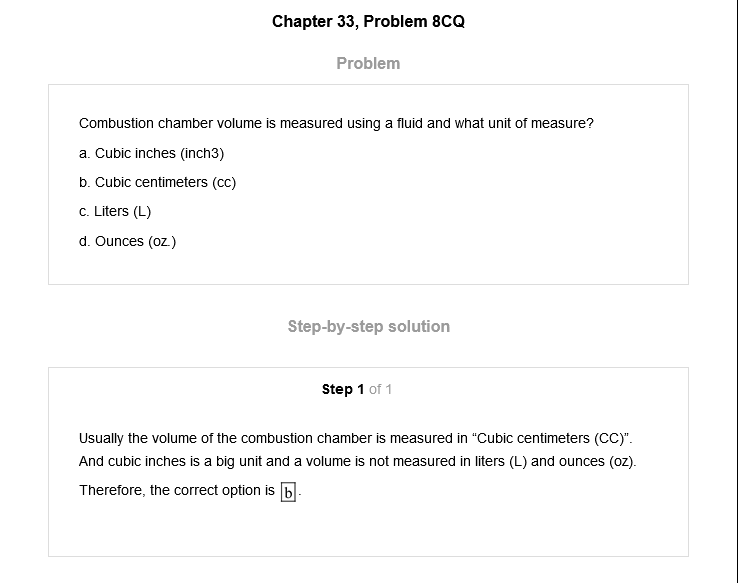 Chapter 33, Problem 8CQ
Problem
Combustion chamber volume is measured using a fluid and what unit of measure?
a. Cubic inches (inch3)
b. Cubic centimeters (cc)
c. Liters (L)
d. Ounces (oz.)
Step-by-step solution
Step 1 of 1
Usually the volume of the combustion chamber is measured in “Cubic centimeters (CC)”.
And cubic inches is a big unit and a volume is not measured in liters (L) and ounces (oz).
Therefore, the correct option is b.